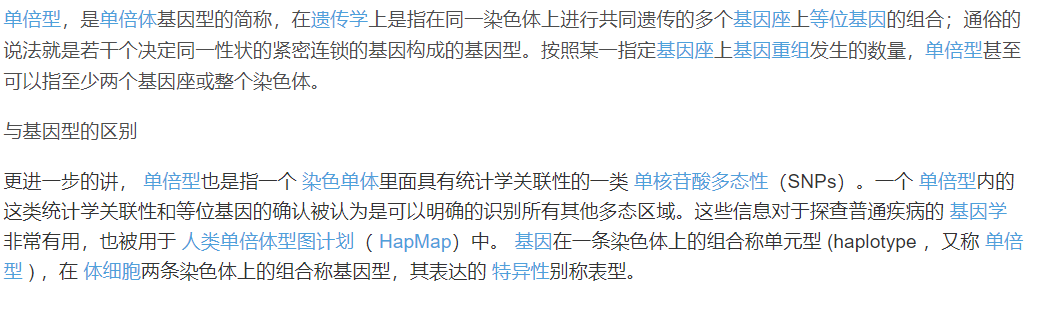 单倍型，是单倍体基因型的简称，在遗传学上是指在同一染色体上进行共同遗传的多个基因座上等位基因的组合；通俗的
说法就是若干个决定同一性状的紧密连锁的基因构成的基因型。按照某一指定基因座上基因重组发生的数量，单倍型甚至
可以指至少两个基因座或整个染色体。
与基因型的区别
更进一步的讲， 单倍型也是指一个 染色单体里面具有统计学关联性的一类 单核苷酸多态性（SNPs）。一个 单倍型内的
这类统计学关联性和等位基因的确认被认为是可以明确的识别所有其他多态区域。这些信息对于探查普通疾病的 基因学
非常有用，也被用于 人类单倍体型图计划 （ HapMap）中。 基因在一条染色体上的组合称单元型 (haplotype ，又称 单倍
型 ) ，在 体细胞两条染色体上的组合称基因型，其表达的 特异性别称表型。